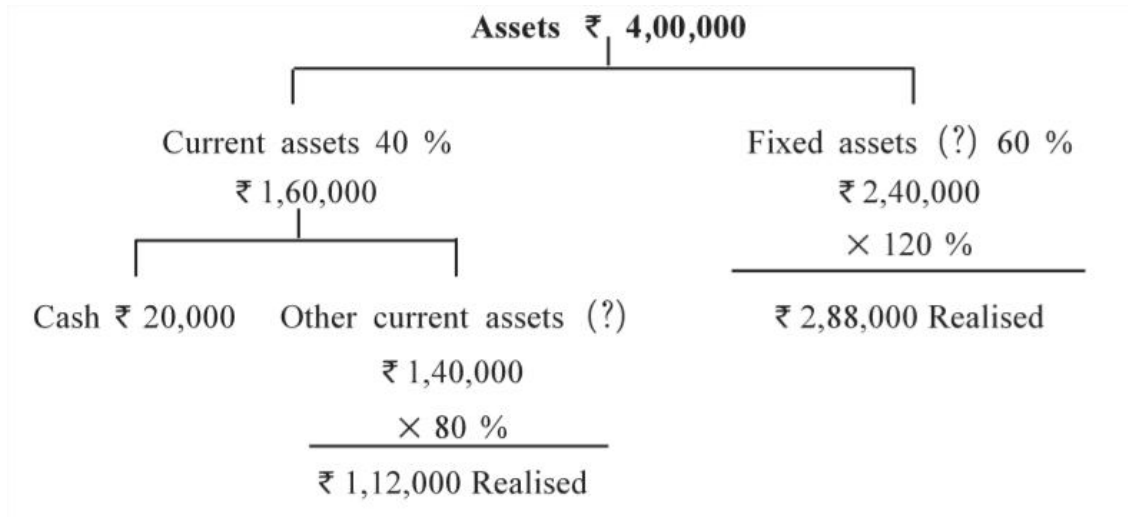 Assets ₹ 4,00,000
Current assets 40 %
₹ 1,60,000
Fixed assets (?) 60 %
₹ 2,40,000
× 120 %
₹ 2,88,000 Realised
Cash ₹ 20,000
Other current assets (?)
₹ 1,40,000
× 80 %
₹ 1,12,000 Realised